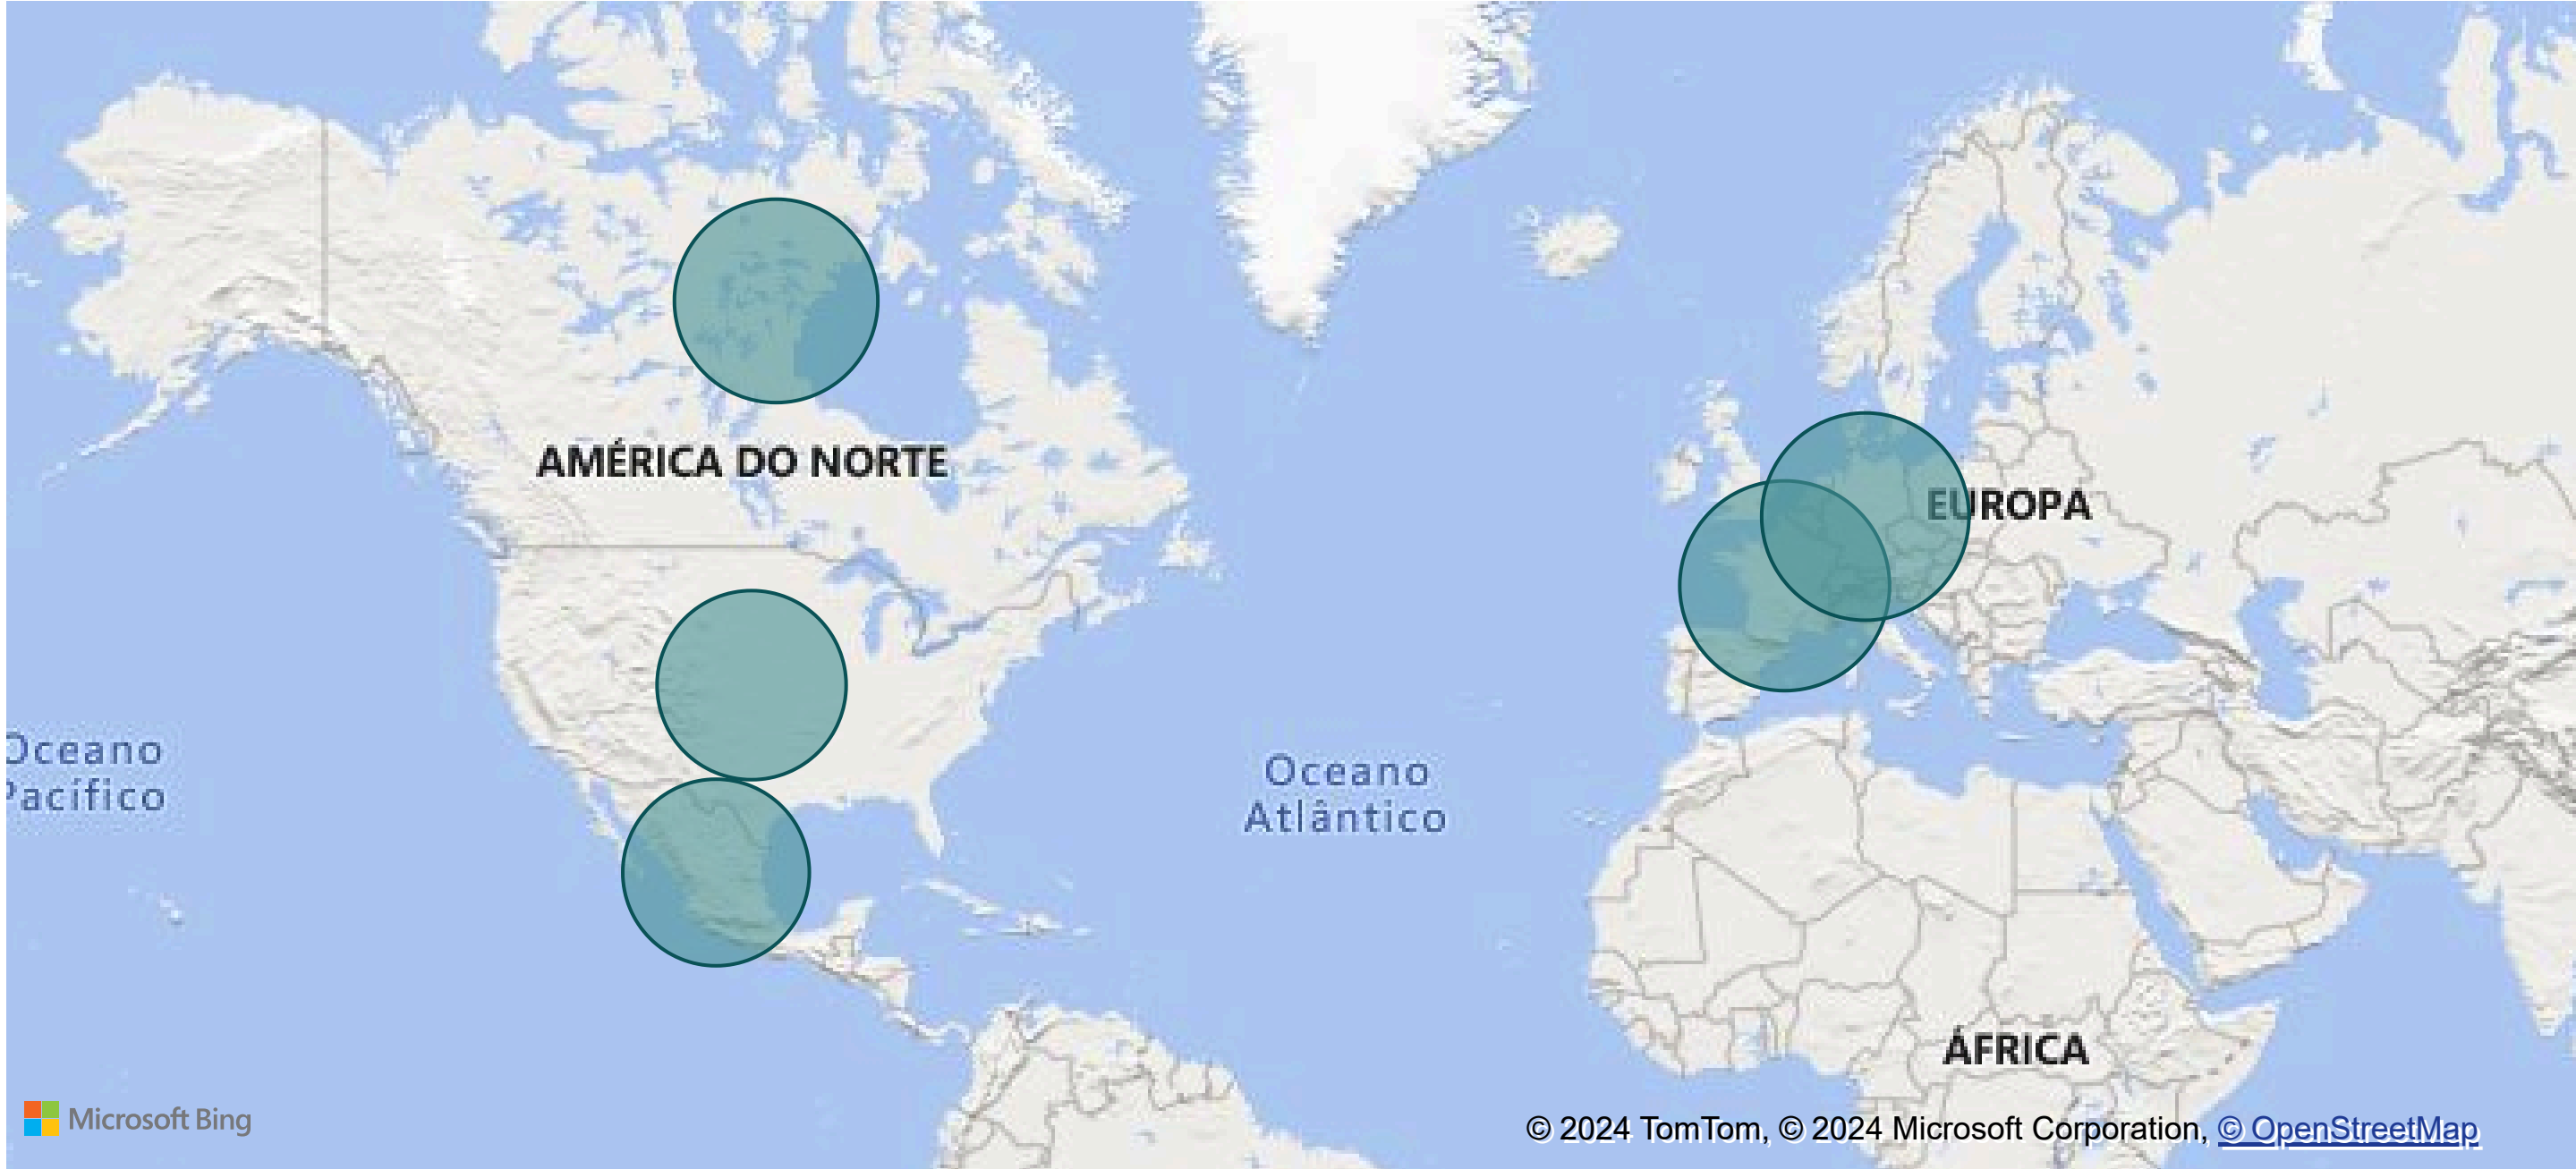 AMÉRICA DO NORTE
EUROPA
Oceano
Pacífico
Oceano
Atlântico
ÁFRICA
Microsoft Bing
© 2024 TomTom, © 2024 Microsoft Corporation, © OpenStreetMap